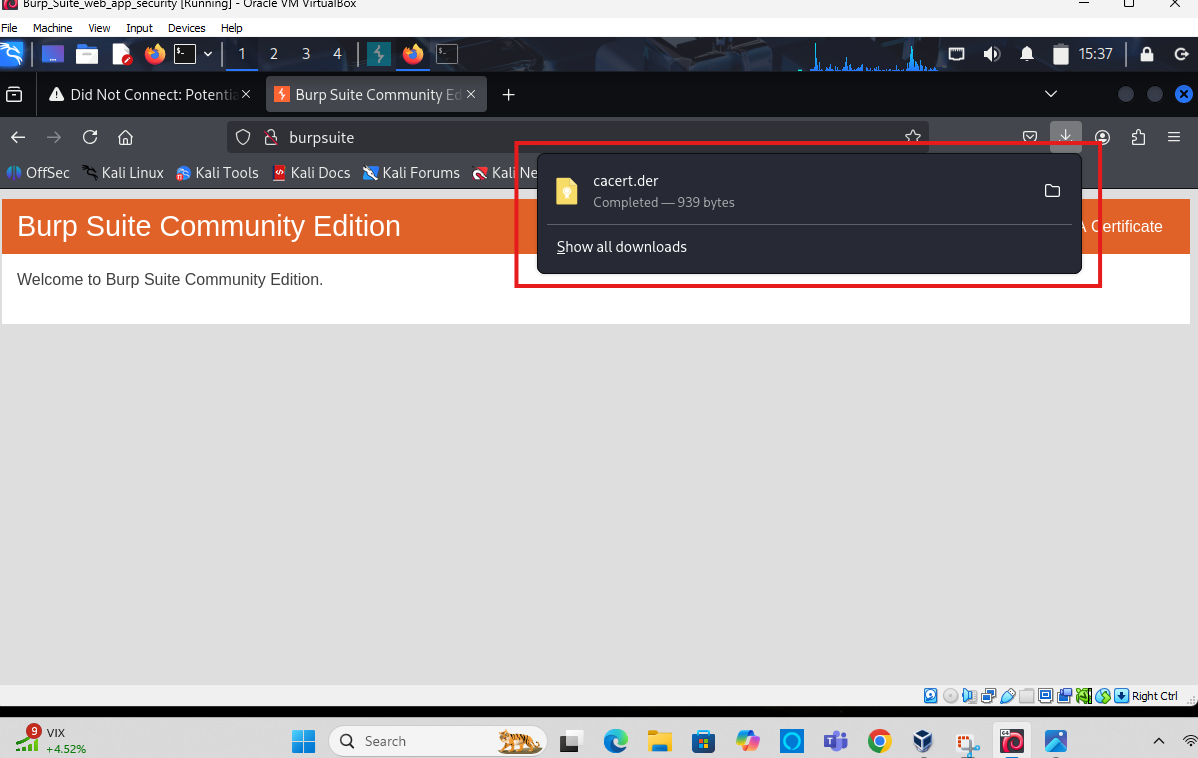 Burp_Suite_web_app_security [Running] - Oracle VM VirtualBox
File Machine View Input Devices Help
1 2 3 4 15:37
Did Not Connect: Potentia Burp Suite Community Ed
burpsuite
OffSec Kali Linux Kali Tools Kali Docs Kali Forums Kali Ne
cacert.der
Completed — 939 bytes
Show all downloads
Burp Suite Community Edition A Certificate
Welcome to Burp Suite Community Edition.
Right Ctrl
9 VIX
+4.52%
Search
64